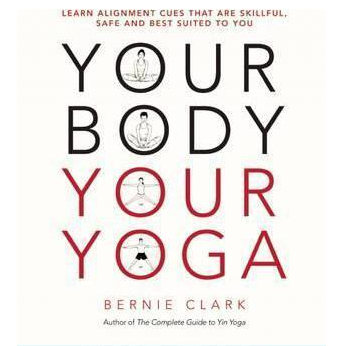 LEARN ALIGNMENT CUES THAT ARE SKILLFUL,
SAFE AND BEST SUITED TO YOU
YOUR
BODY
YOUR
YOGA
BERNIE CLARK
Author of The Complete Guide to Yin Yoga